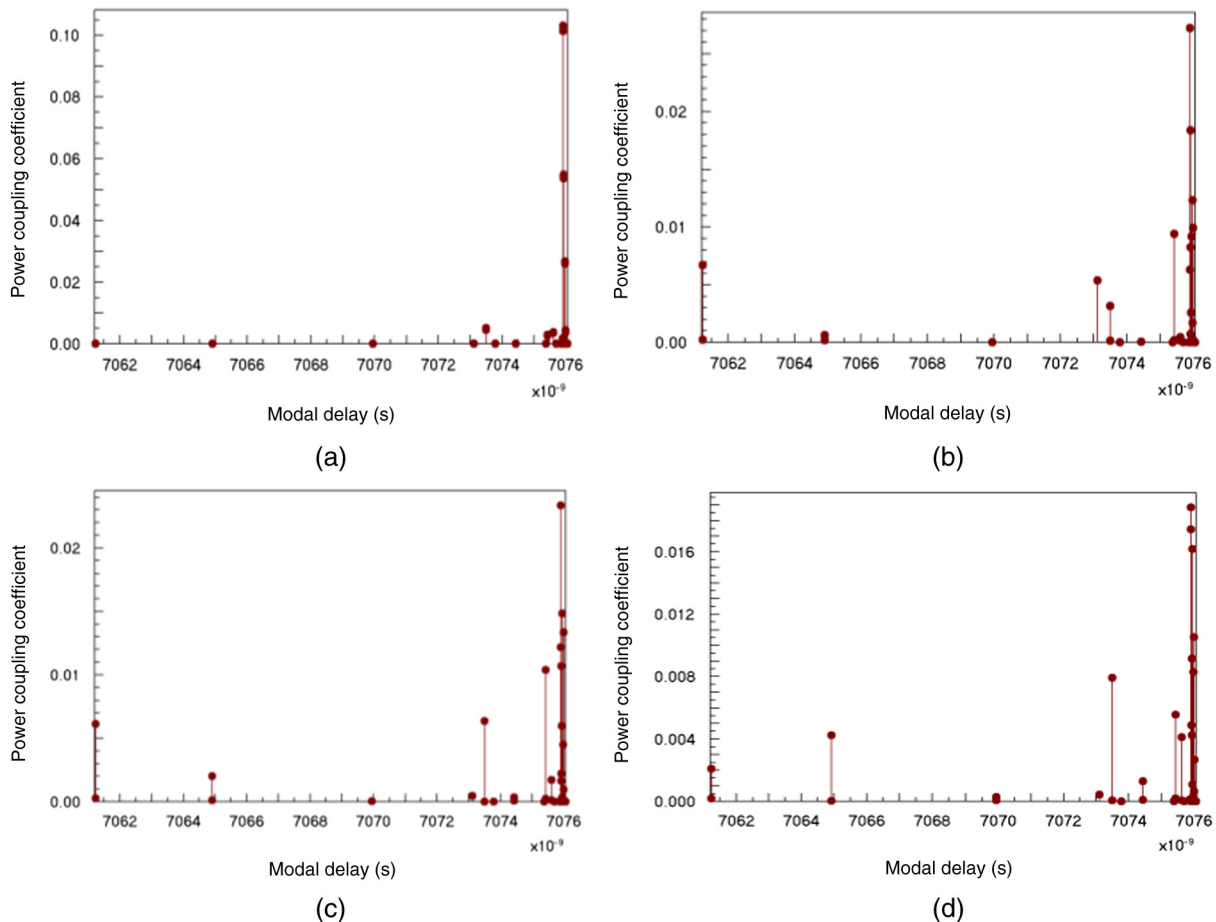 Power coupling coefficient
0.10
0.08
0.06
0.04
0.02
0.00
7062 7064 7066 7068 7070 7072 7074 7076
x10⁻⁹
Modal delay (s)
(a)
Power coupling coefficient
0.02
0.01
0.00
7062 7064 7066 7068 7070 7072 7074 7076
x10⁻⁹
Modal delay (s)
(b)
Power coupling coefficient
0.02
0.01
0.00
7062 7064 7066 7068 7070 7072 7074 7076
x10⁻⁹
Modal delay (s)
(c)
Power coupling coefficient
0.016
0.012
0.008
0.004
0.000
7062 7064 7066 7068 7070 7072 7074 7076
x10⁻⁹
Modal delay (s)
(d)